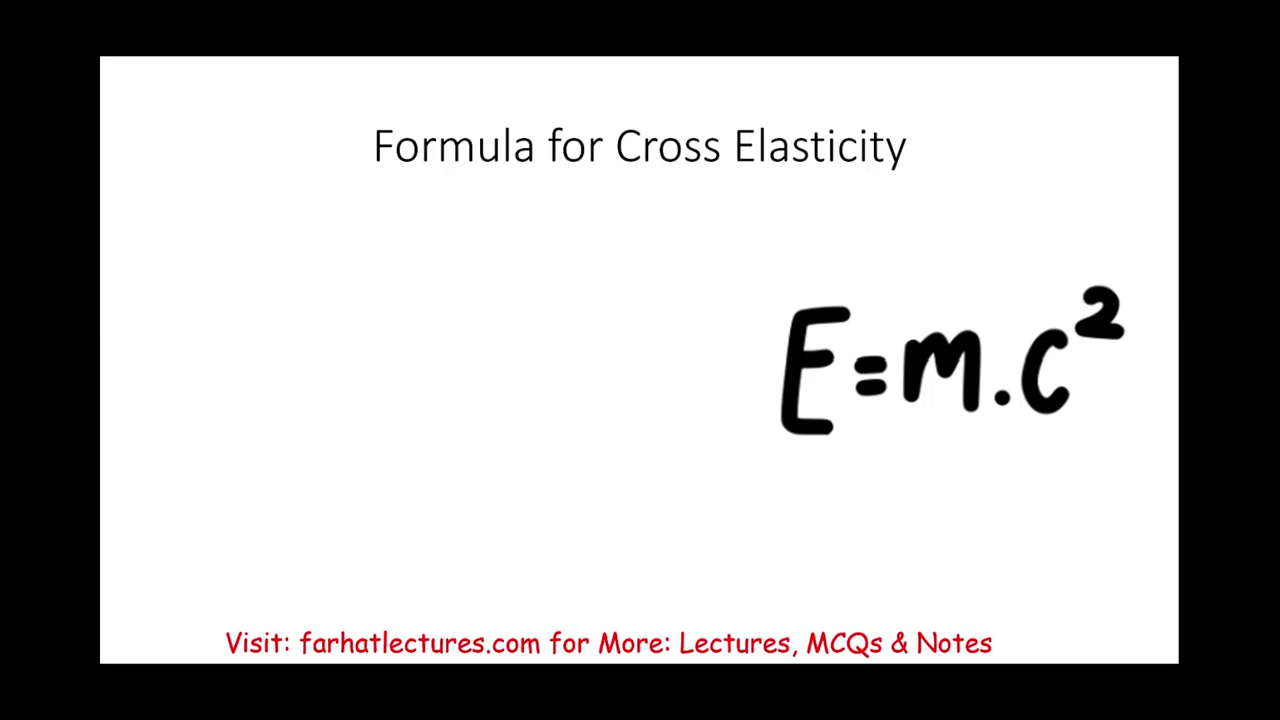 Formula for Cross Elasticity
E=m.c²
Visit: farhatlectures.com for More: Lectures, MCQs & Notes